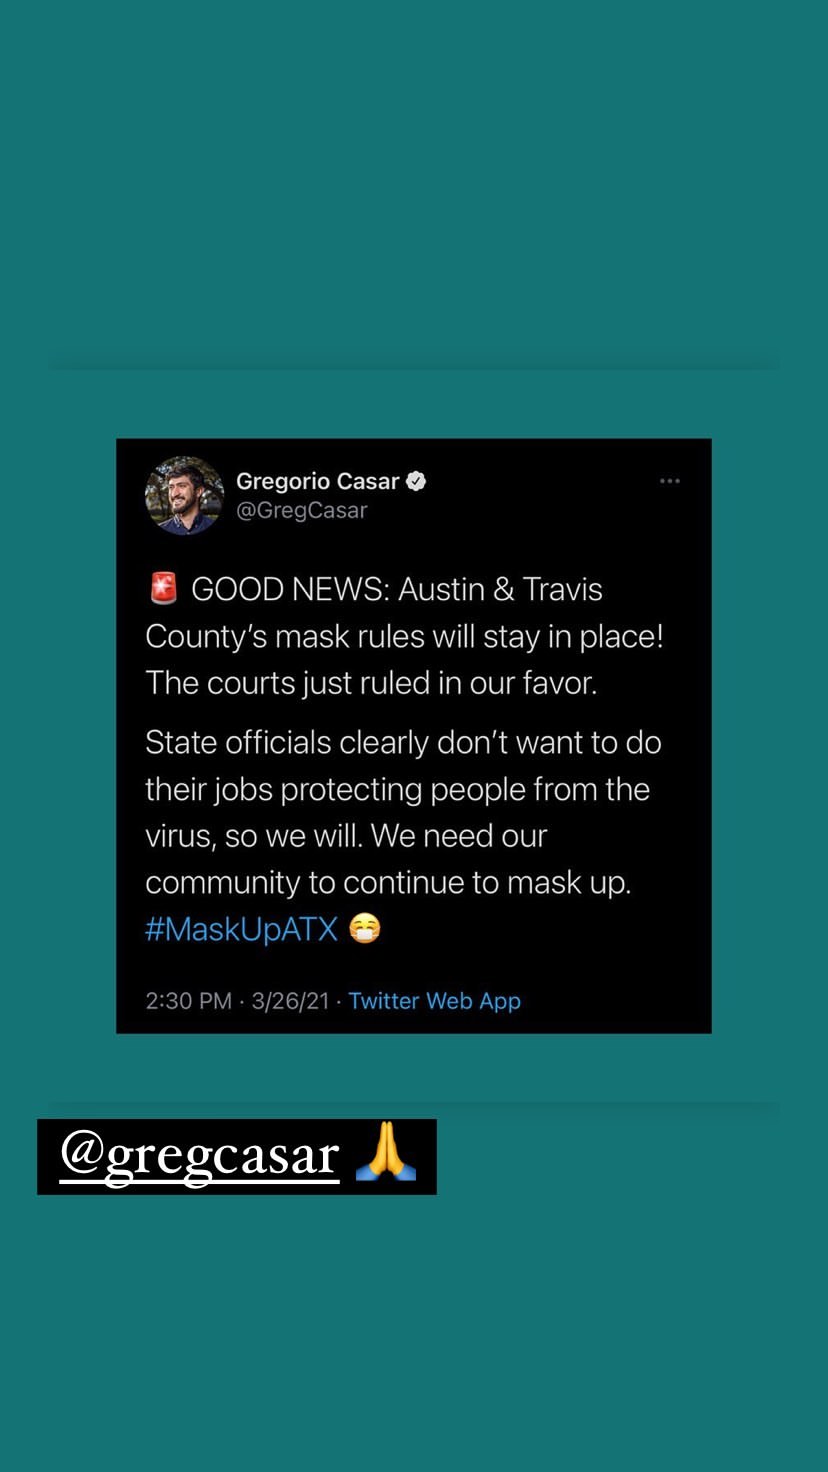 Gregorio Casar
@GregCasar
🚨 GOOD NEWS: Austin & Travis
County’s mask rules will stay in place!
The courts just ruled in our favor.
State officials clearly don’t want to do
their jobs protecting people from the
virus, so we will. We need our
community to continue to mask up.
#MaskUpATX 😷
2:30 PM · 3/26/21 · Twitter Web App
@gregcasar 🙏